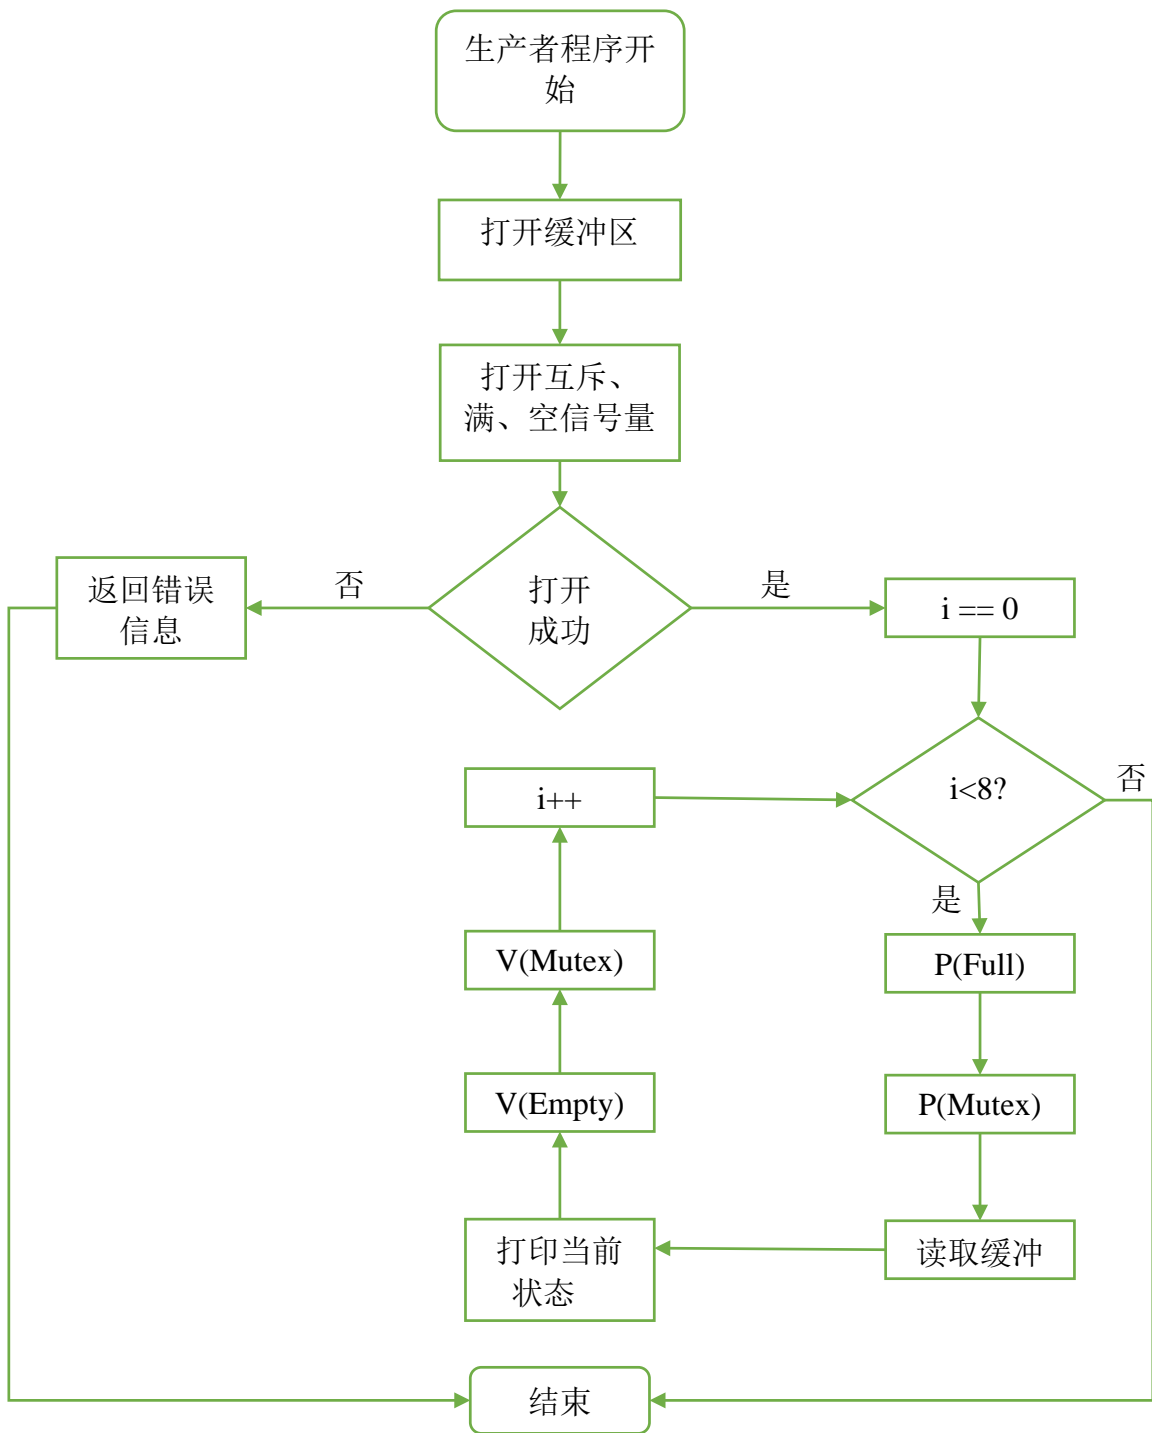 生产者程序开
始
打开缓冲区
打开互斥、
满、空信号量
打开
成功
否
是
返回错误
信息
i == 0
i<8?
否
是
i++
P(Full)
V(Mutex)
P(Mutex)
V(Empty)
读取缓冲
打印当前
状态
结束